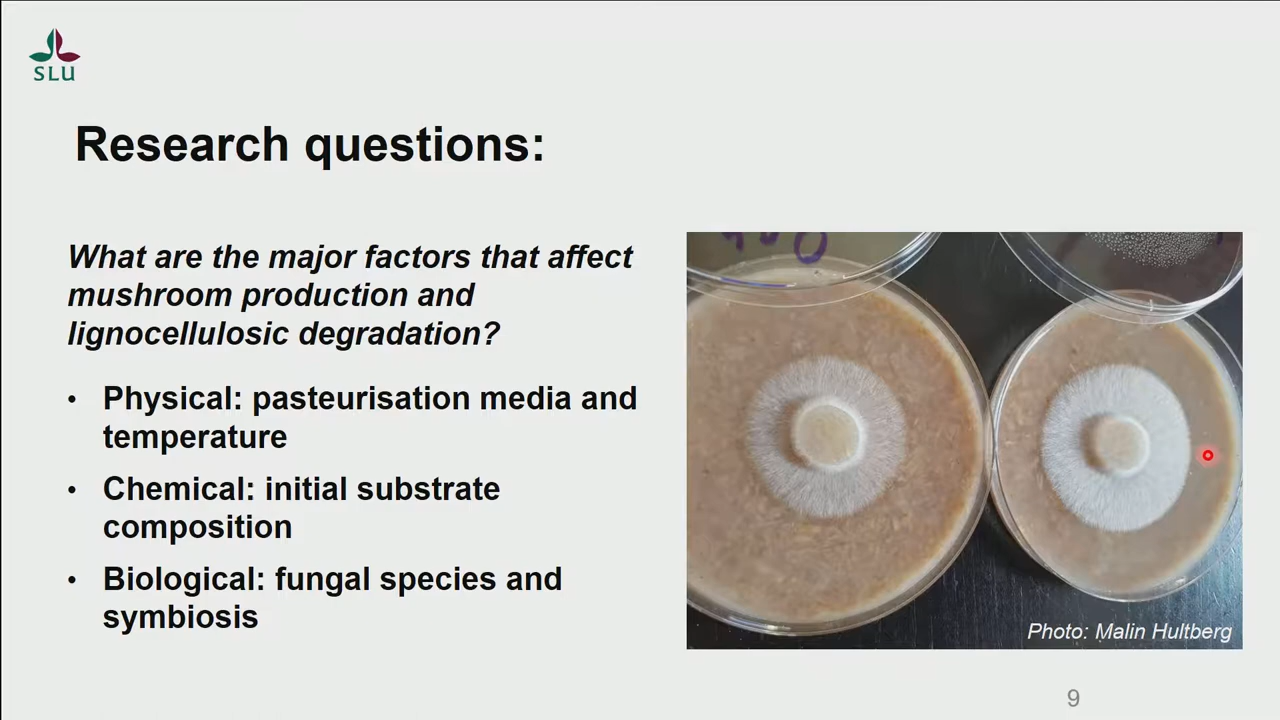 SLU
Research questions:
What are the major factors that affect
mushroom production and
lignocellulosic degradation?
• Physical: pasteurisation media and
temperature
• Chemical: initial substrate
composition
• Biological: fungal species and
symbiosis
Photo: Malin Hultberg
9